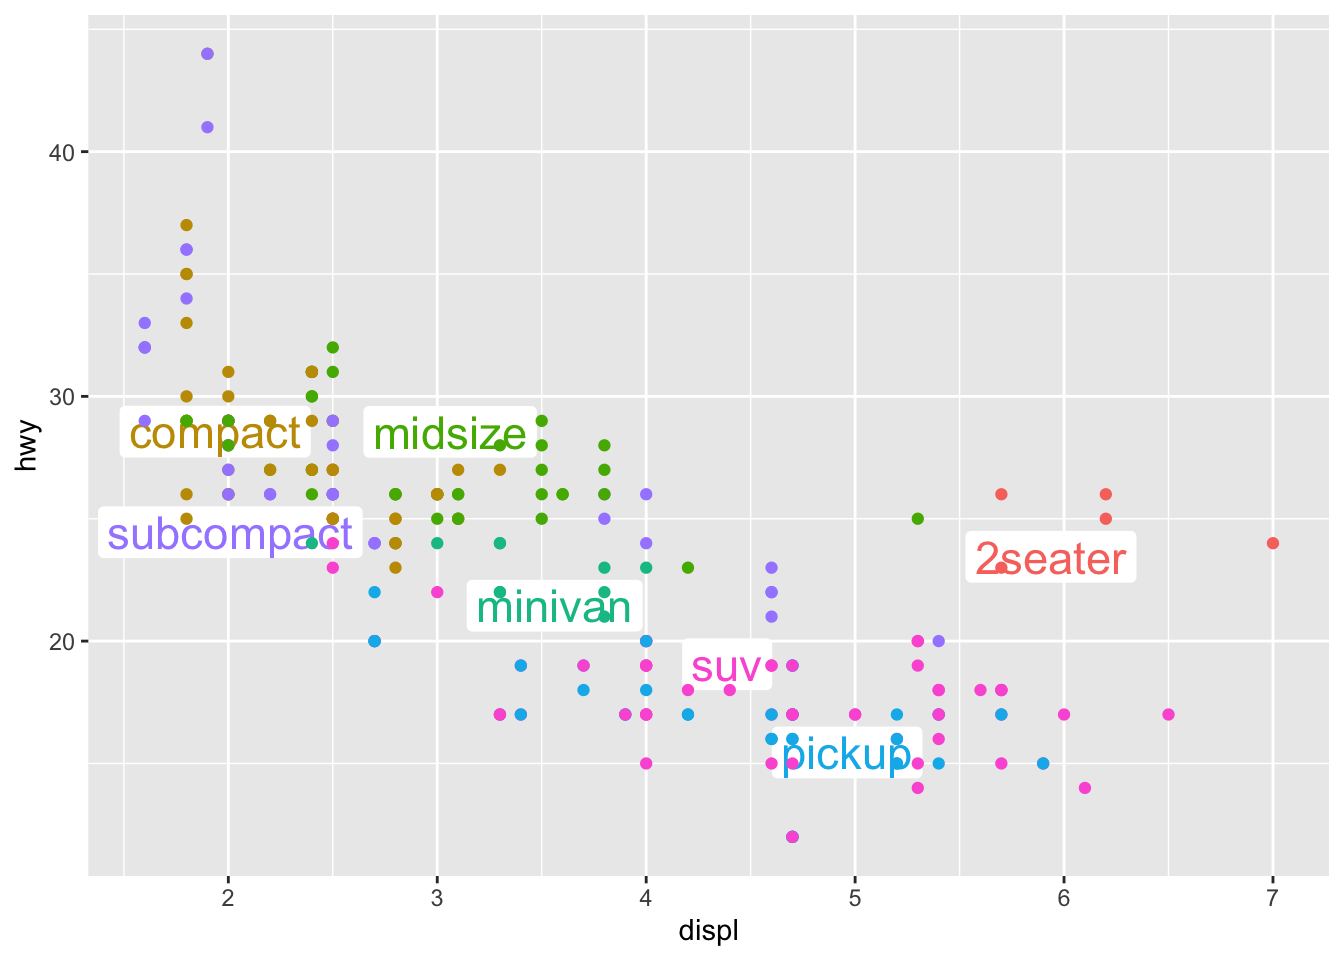 40
30
20
hwy
compact
midsize
subcompact
2seater
minivan
suv
pickup
2 3 4 5 6 7
displ